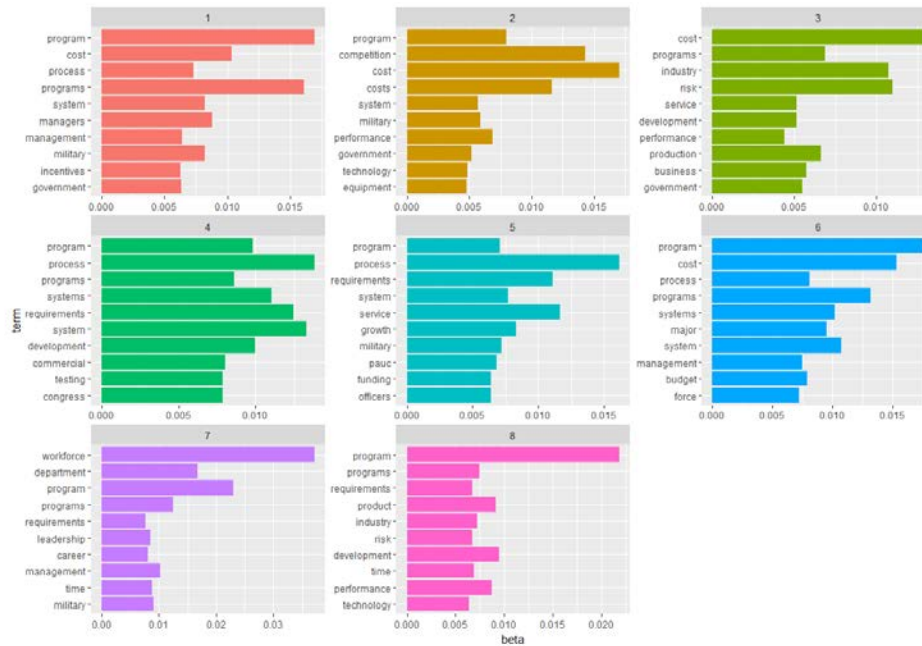 1
program
cost
process
programs
system
managers
management
military
incentives
government
0.000 0.005 0.010 0.015
2
program
competition
cost
costs
system
military
performance
government
technology
equipment
0.000 0.005 0.010 0.015
3
cost
programs
industry
risk
service
development
performance
production
business
government
0.000 0.005 0.010
term
4
program
process
programs
systems
requirements
system
development
commercial
testing
congress
0.000 0.005 0.010
5
program
process
requirements
system
service
growth
military
pauc
funding
officers
0.000 0.005 0.010 0.015
6
program
cost
process
programs
systems
major
system
management
budget
force
0.000 0.005 0.010 0.015
7
workforce
department
program
programs
requirements
leadership
career
management
time
military
0.00 0.01 0.02 0.03
8
program
programs
requirements
product
industry
risk
development
time
performance
technology
0.000 0.005 0.010 0.015 0.020
beta